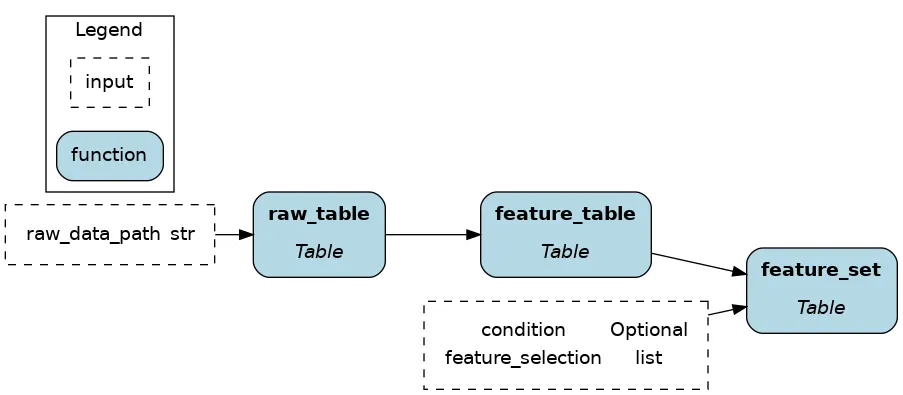 Legend
input
function
raw_data_path str
raw_table
Table
feature_table
Table
feature_set
Table
condition Optional
feature_selection list